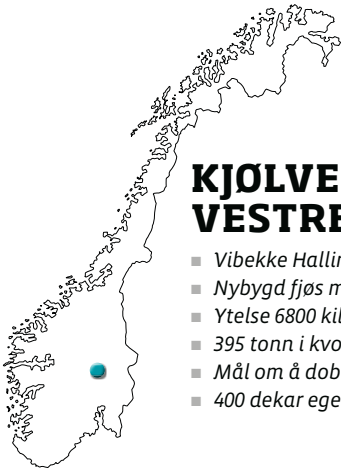 KJØLVE
VESTRE
Vibekke Hallin
Nybygd fjøs m
Ytelse 6800 kil
395 tonn i kvo
Mål om å dob
400 dekar ege